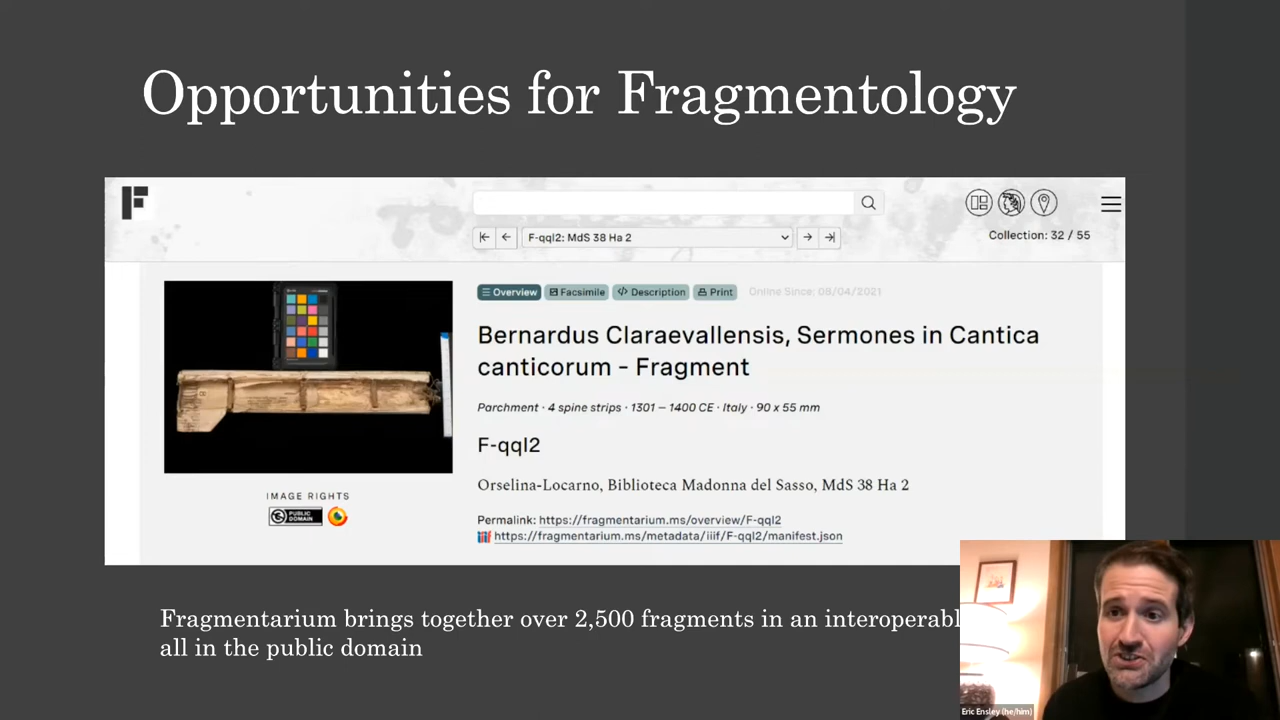 Opportunities for Fragmentology
F-qql2: MdS 38 Ha 2
Collection: 32 / 55
Overview Facsimile Description Print Online Since: 08/04/2021
Bernardus Claraevallensis, Sermones in Cantica
canticorum - Fragment
Parchment · 4 spine strips · 1301 – 1400 CE · Italy · 90 x 55 mm
F-qql2
Orselina-Locarno, Biblioteca Madonna del Sasso, MdS 38 Ha 2
IMAGE RIGHTS
PUBLIC
DOMAIN
Permalink: https://fragmentarium.ms/overview/F-qql2
https://fragmentarium.ms/metadata/iiif/F-qql2/manifest.json
Fragmentarium brings together over 2,500 fragments in an interoperabl
all in the public domain
Eric Ensley (he/him)